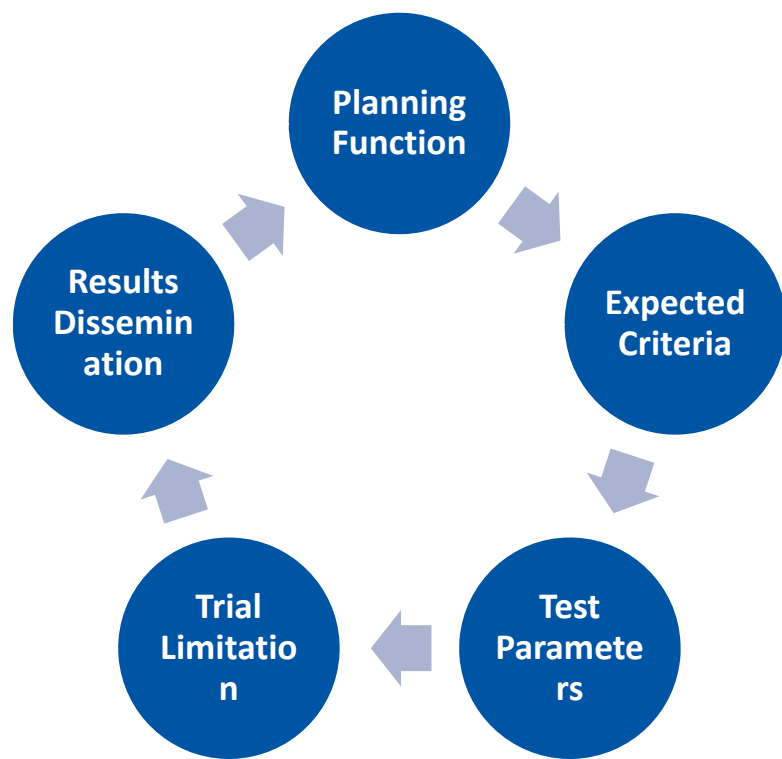 Planning
Function
Expected
Criteria
Test
Paramete
rs
Trial
Limitatio
n
Results
Dissemin
ation